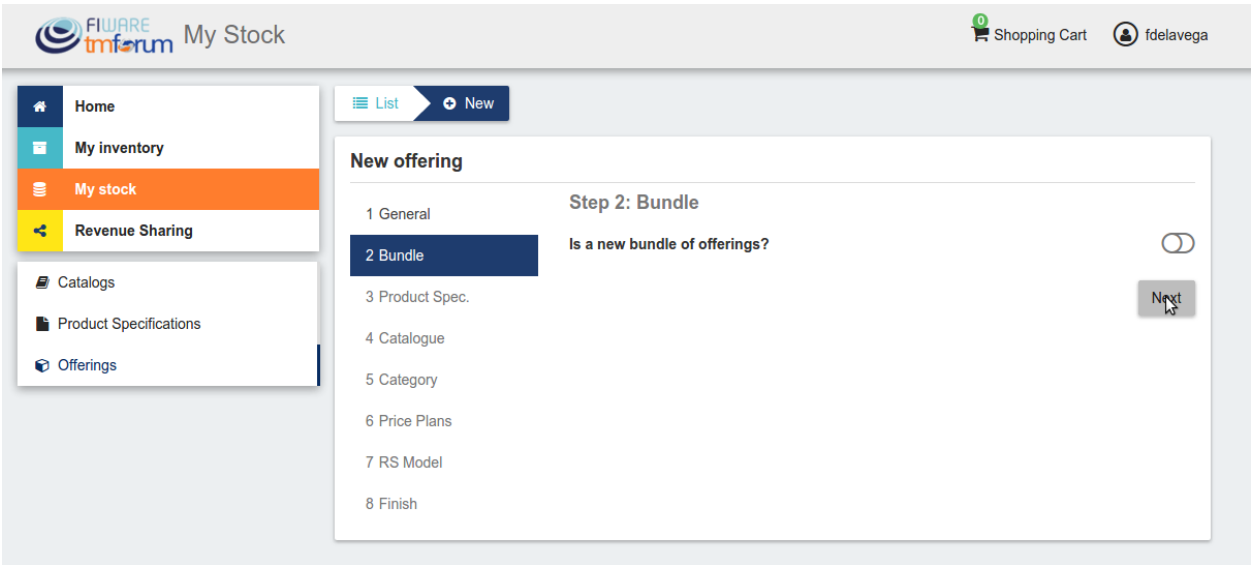 FIWARE
tmforum
My Stock
0
Shopping Cart
fdelavega
Home
My inventory
My stock
Revenue Sharing
Catalogs
Product Specifications
Offerings
List
New
New offering
1 General
2 Bundle
3 Product Spec.
4 Catalogue
5 Category
6 Price Plans
7 RS Model
8 Finish
Step 2: Bundle
Is a new bundle of offerings?
Next